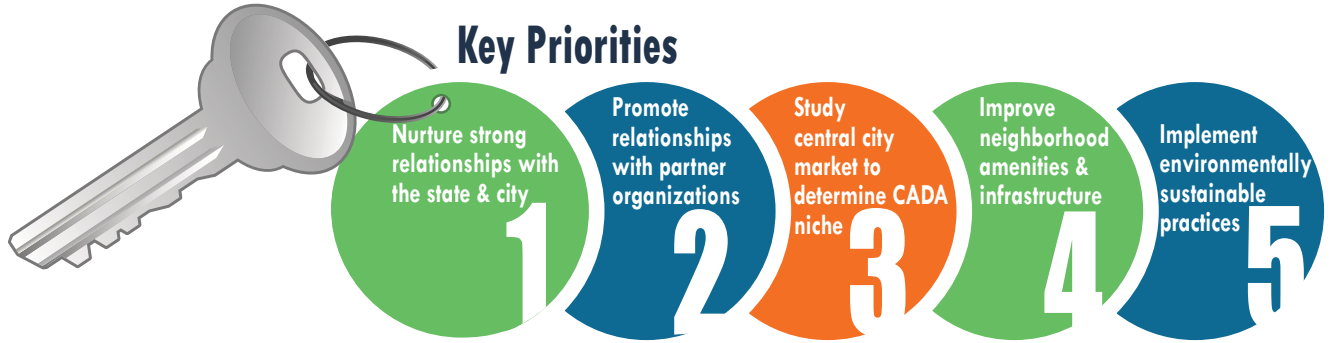 Key Priorities
Nurture strong
relationships with
the state & city
1
Promote
relationships
with partner
organizations
2
Study
central city
market to
determine CADA
niche
3
Improve
neighborhood
amenities &
infrastructure
4
Implement
environmentally
sustainable
practices
5